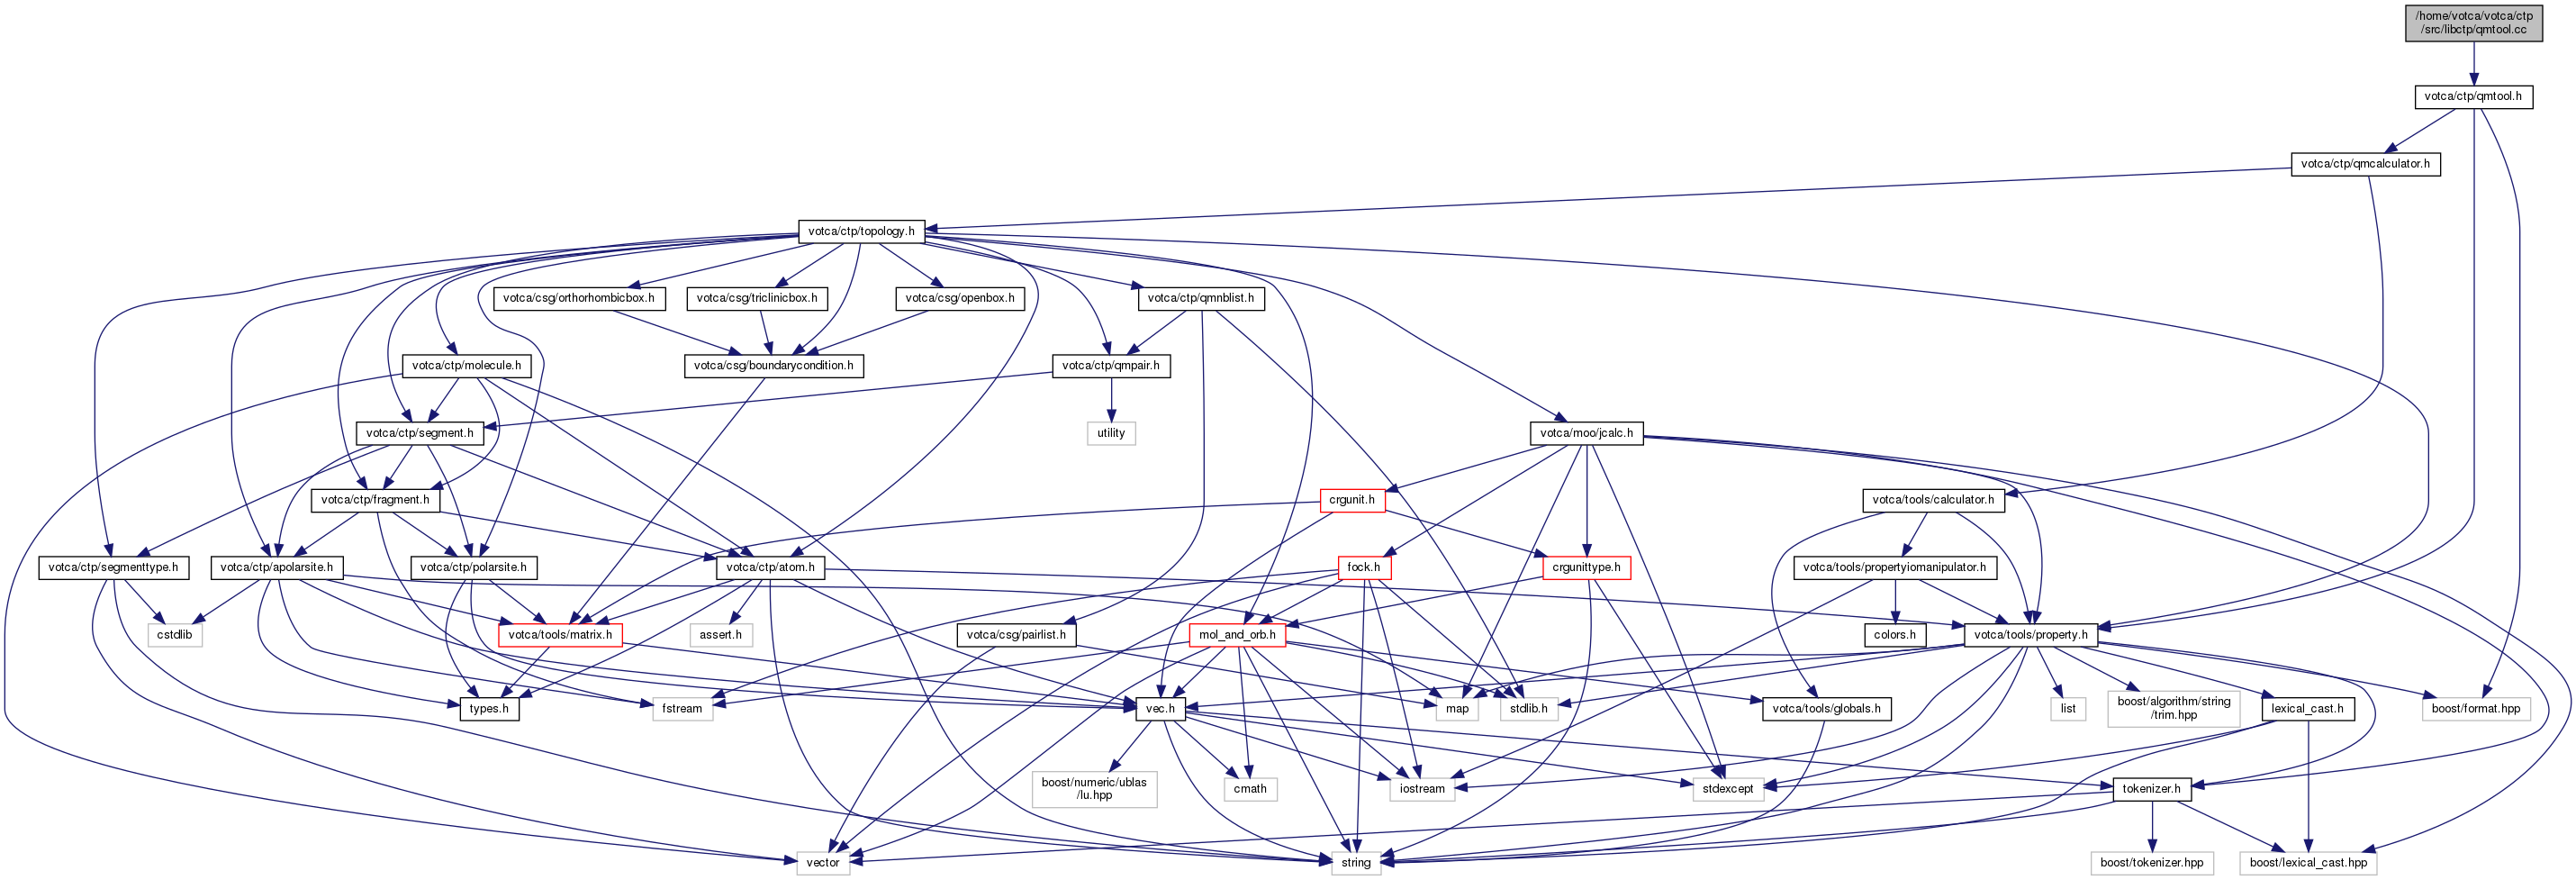 /home/votca/votca/ctp
/src/libctp/qmtool.cc
votca/ctp/qmtool.h
votca/ctp/qmcalculator.h
votca/ctp/topology.h
votca/csg/orthorhombicbox.h
votca/csg/triclinicbox.h
votca/csg/openbox.h
votca/ctp/qmnblist.h
votca/ctp/molecule.h
votca/csg/boundarycondition.h
votca/ctp/qmpair.h
votca/ctp/segment.h
utility
votca/moo/jcalc.h
votca/ctp/fragment.h
crgunit.h
votca/tools/calculator.h
votca/ctp/segmenttype.h
votca/ctp/apolarsite.h
votca/ctp/polarsite.h
votca/ctp/atom.h
fock.h
crgunittype.h
votca/tools/propertyiomanipulator.h
cstdlib
votca/tools/matrix.h
assert.h
votca/csg/pairlist.h
mol_and_orb.h
colors.h
votca/tools/property.h
types.h
fstream
vec.h
map
stdlib.h
votca/tools/globals.h
list
boost/algorithm/string
/trim.hpp
lexical_cast.h
boost/format.hpp
boost/numeric/ublas
/lu.hpp
cmath
iostream
stdexcept
tokenizer.h
vector
string
boost/tokenizer.hpp
boost/lexical_cast.hpp